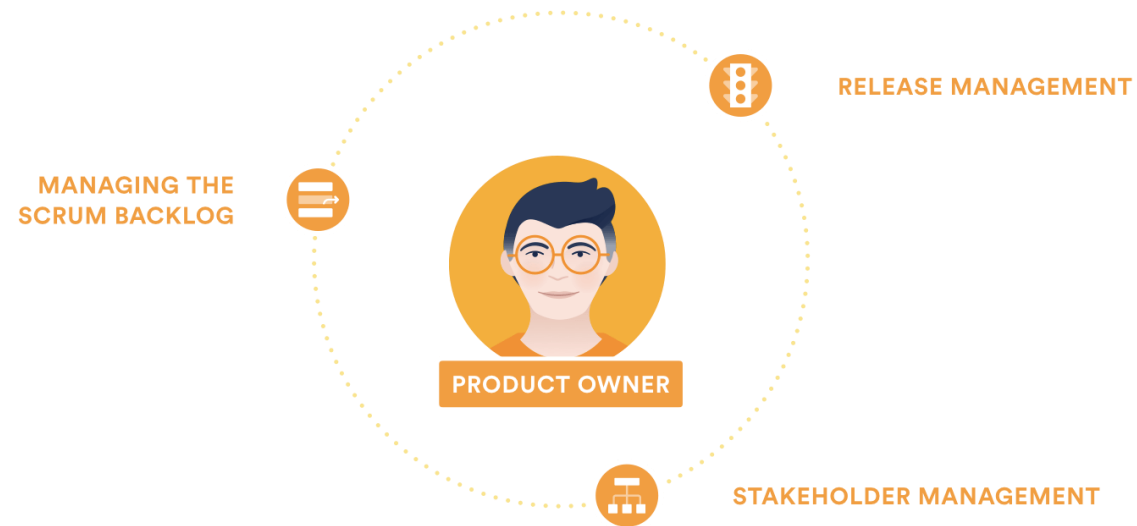 RELEASE MANAGEMENT
MANAGING THE
SCRUM BACKLOG
PRODUCT OWNER
STAKEHOLDER MANAGEMENT